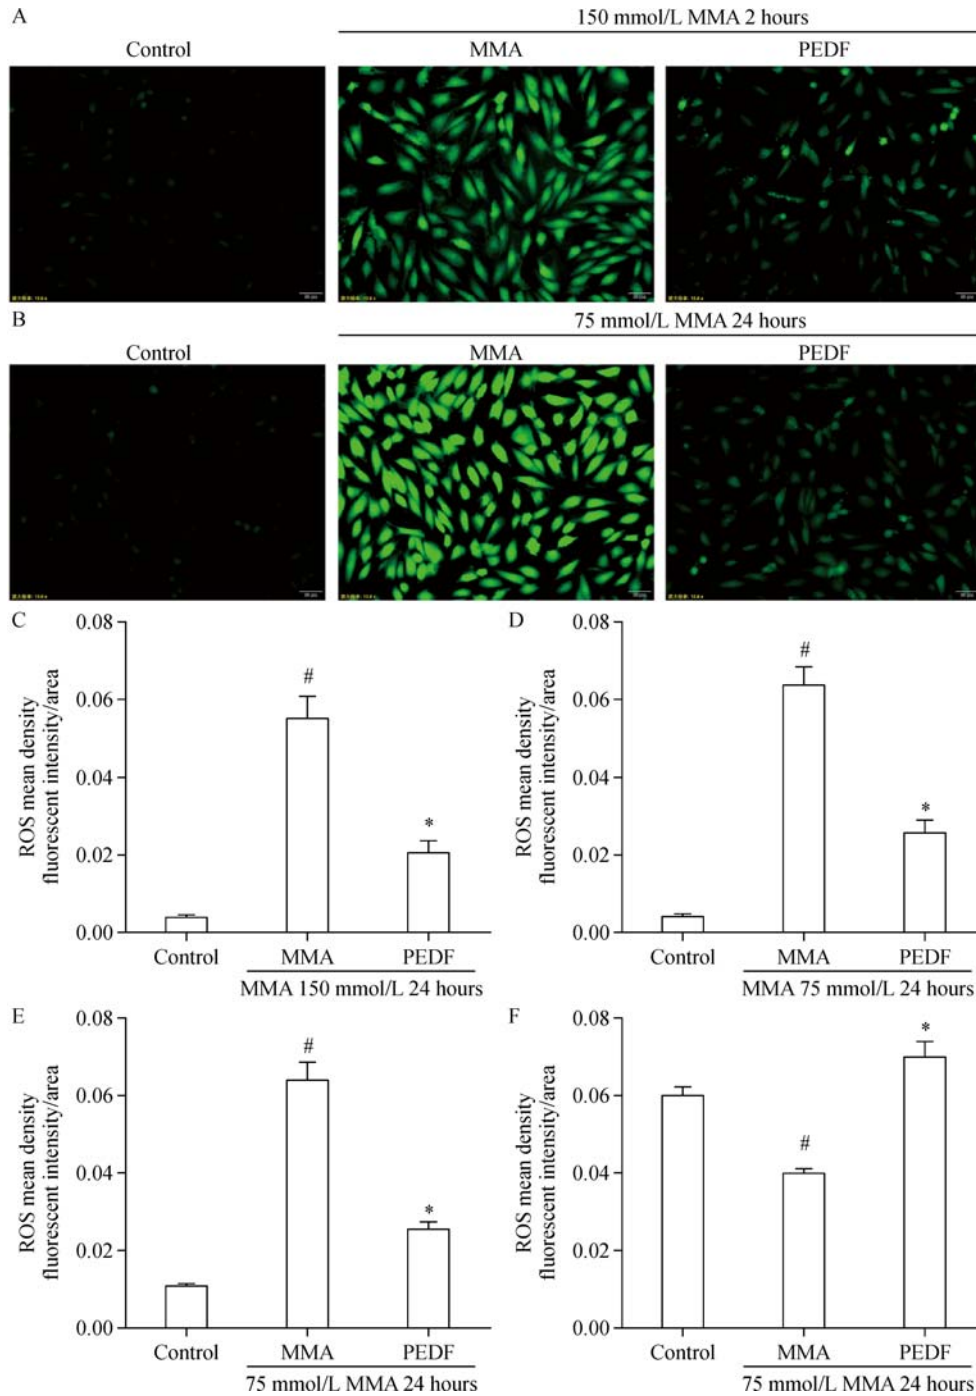 A
150 mmol/L MMA 2 hours
Control
MMA
PEDF
B
75 mmol/L MMA 24 hours
Control
MMA
PEDF
C
ROS mean density
fluorescent intensity/area
0.08
0.06
0.04
0.02
0.00
#
*
Control
MMA
PEDF
MMA 150 mmol/L 24 hours
D
ROS mean density
fluorescent intensity/area
0.08
0.06
0.04
0.02
0.00
#
*
Control
MMA
PEDF
MMA 75 mmol/L 24 hours
E
ROS mean density
fluorescent intensity/area
0.08
0.06
0.04
0.02
0.00
#
*
Control
MMA
PEDF
75 mmol/L MMA 24 hours
F
ROS mean density
fluorescent intensity/area
0.08
0.06
0.04
0.02
0.00
#
*
Control
MMA
PEDF
75 mmol/L MMA 24 hours